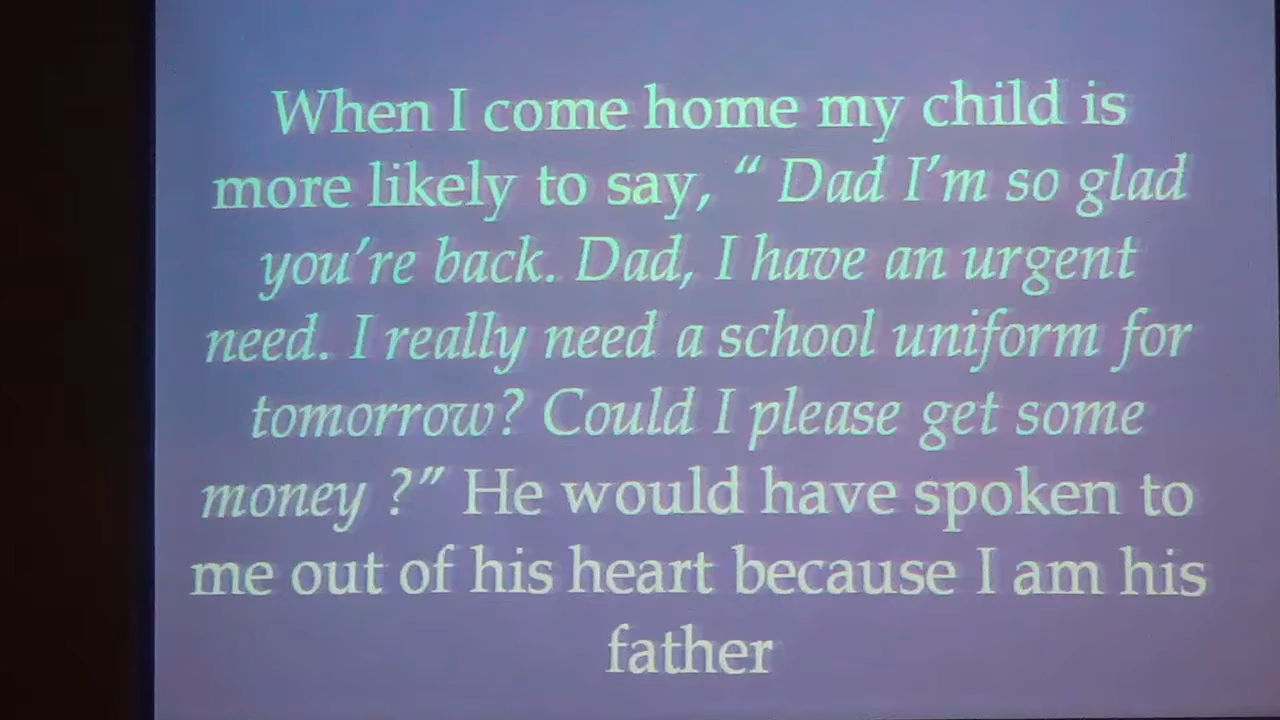 When I come home my child is
more likely to say, “ Dad I’m so glad
you’re back. Dad, I have an urgent
need. I really need a school uniform for
tomorrow? Could I please get some
money ?” He would have spoken to
me out of his heart because I am his
father